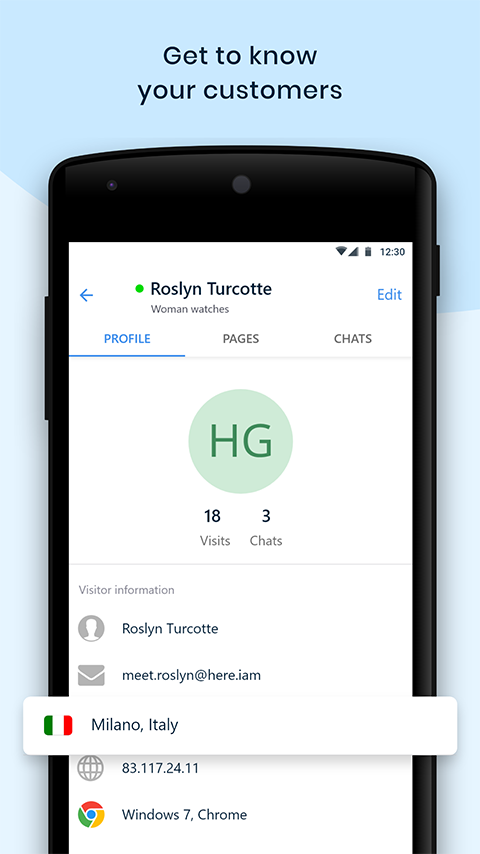 Get to know
your customers
12:30
Roslyn Turcotte
Edit
Woman watches
PROFILE PAGES CHATS
HG
18 3
Visits Chats
Visitor information
Roslyn Turcotte
meet.roslyn@here.iam
Milano, Italy
83.117.24.11
Windows 7, Chrome